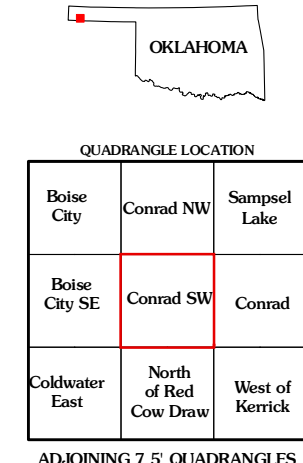 OKLAHOMA
QUADRANGLE LOCATION
Boise
City
Conrad NW
Sampsel
Lake
Boise
City SE
Conrad SW
Conrad
Coldwater
East
North
of Red
Cow Draw
West of
Kerrick
ADJOINING 7.5' QUADRANGLES